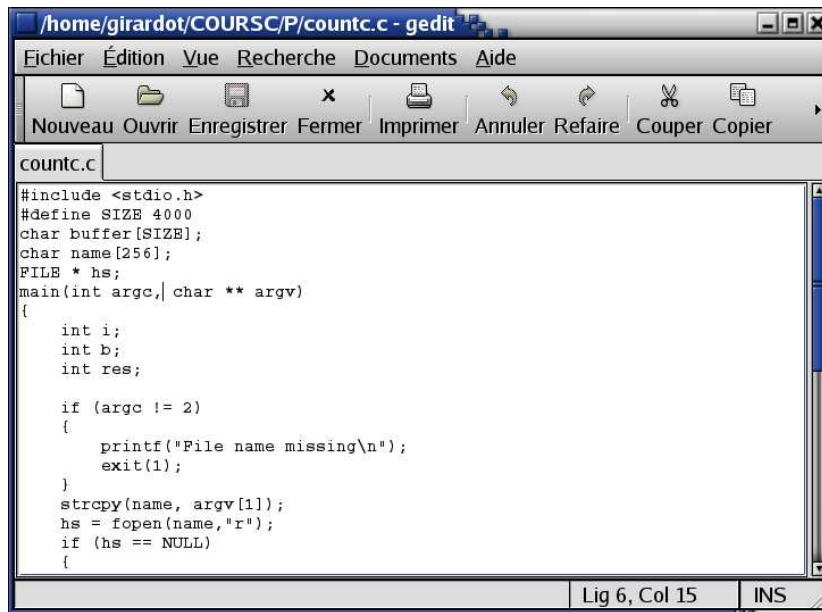 /home/girardot/COURSC/P/countc.c - gedit
Fichier Édition Vue Recherche Documents Aide
Nouveau Ouvrir Enregistrer Fermer Imprimer Annuler Refaire Couper Copier
countc.c
#include <stdio.h>
#define SIZE 4000
char buffer[SIZE];
char name[256];
FILE * hs;
main(int argc, char ** argv)
{
    int i;
    int b;
    int res;

    if (argc != 2)
    {
        printf("File name missing\n");
        exit(1);
    }
    strcpy(name, argv[1]);
    hs = fopen(name,"r");
    if (hs == NULL)
    {
Lig 6, Col 15 INS